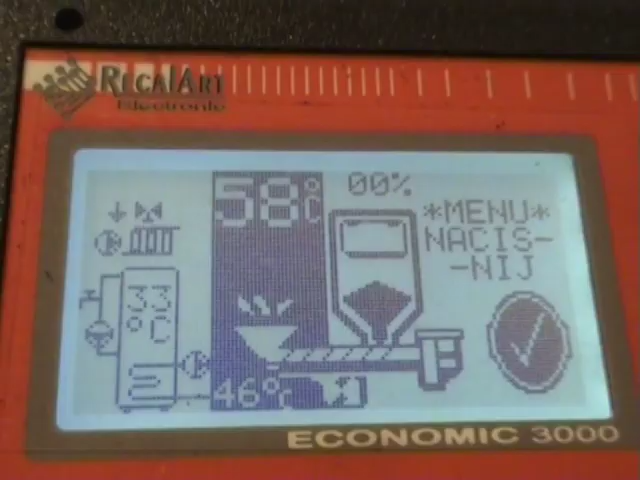 RecalArt
Electronic
58°C
00%
*MENU*
NACIS-
-NIJ
33
°C
46°C
ECONOMIC 3000